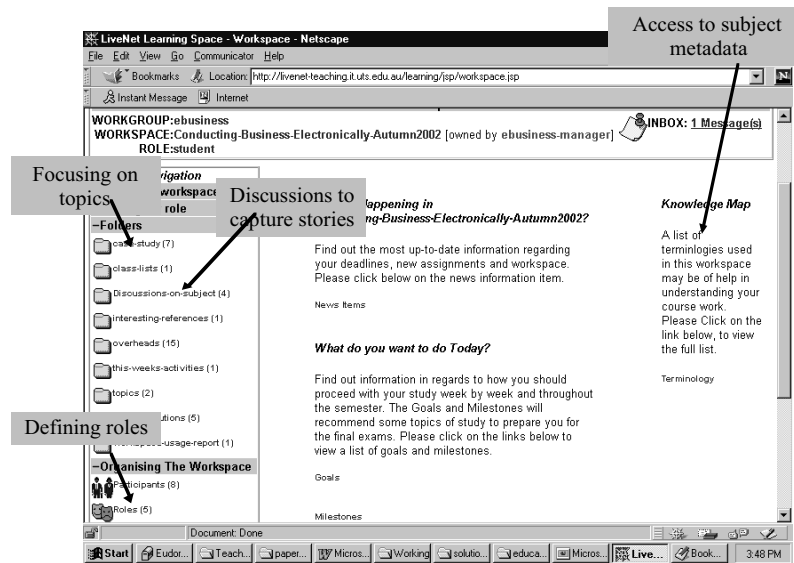 Access to subject
metadata
LiveNet Learning Space - Workspace - Netscape
File Edit View Go Communicator Help
Bookmarks Location: http://livenet-teaching.it.uts.edu.au/learning/jsp/workspace.jsp
N
Instant Message Internet
WORKGROUP:ebusiness
WORKSPACE:Conducting-Business-Electronically-Autumn2002 [owned by ebusiness-manager]
ROLE:student
INBOX: 1 Message(s)
Focusing on
topics
workspace
role
Discussions to
capture stories
–Folders
case-study (7)
class-lists (1)
Discussions-on-subject (4)
interesting-references (1)
overheads (15)
this-weeks-activities (1)
topics (2)
(5)
Defining roles
usage-report (1)
–Organising The Workspace
Participants (8)
Roles (5)
in
Business-Electronically-Autumn2002?
Find out the most up-to-date information regarding
your deadlines, new assignments and workspace.
Please click below on the news information item.
News Items
What do you want to do Today?
Find out information in regards to how you should
proceed with your study week by week and throughout
the semester. The Goals and Milestones will
recommend some topics of study to prepare you for
the final exams. Please click on the links below to
view a list of goals and milestones.
Goals
Milestones
Knowledge Map
A list of
terminlogies used
in this workspace
may be of help in
understanding your
course work.
Please Click on the
link below, to view
the full list.
Terminology
Document: Done
Start Eudor... Teach... paper... Micros... Working solutio... educa... Micros... Live... Book... 3:48 PM